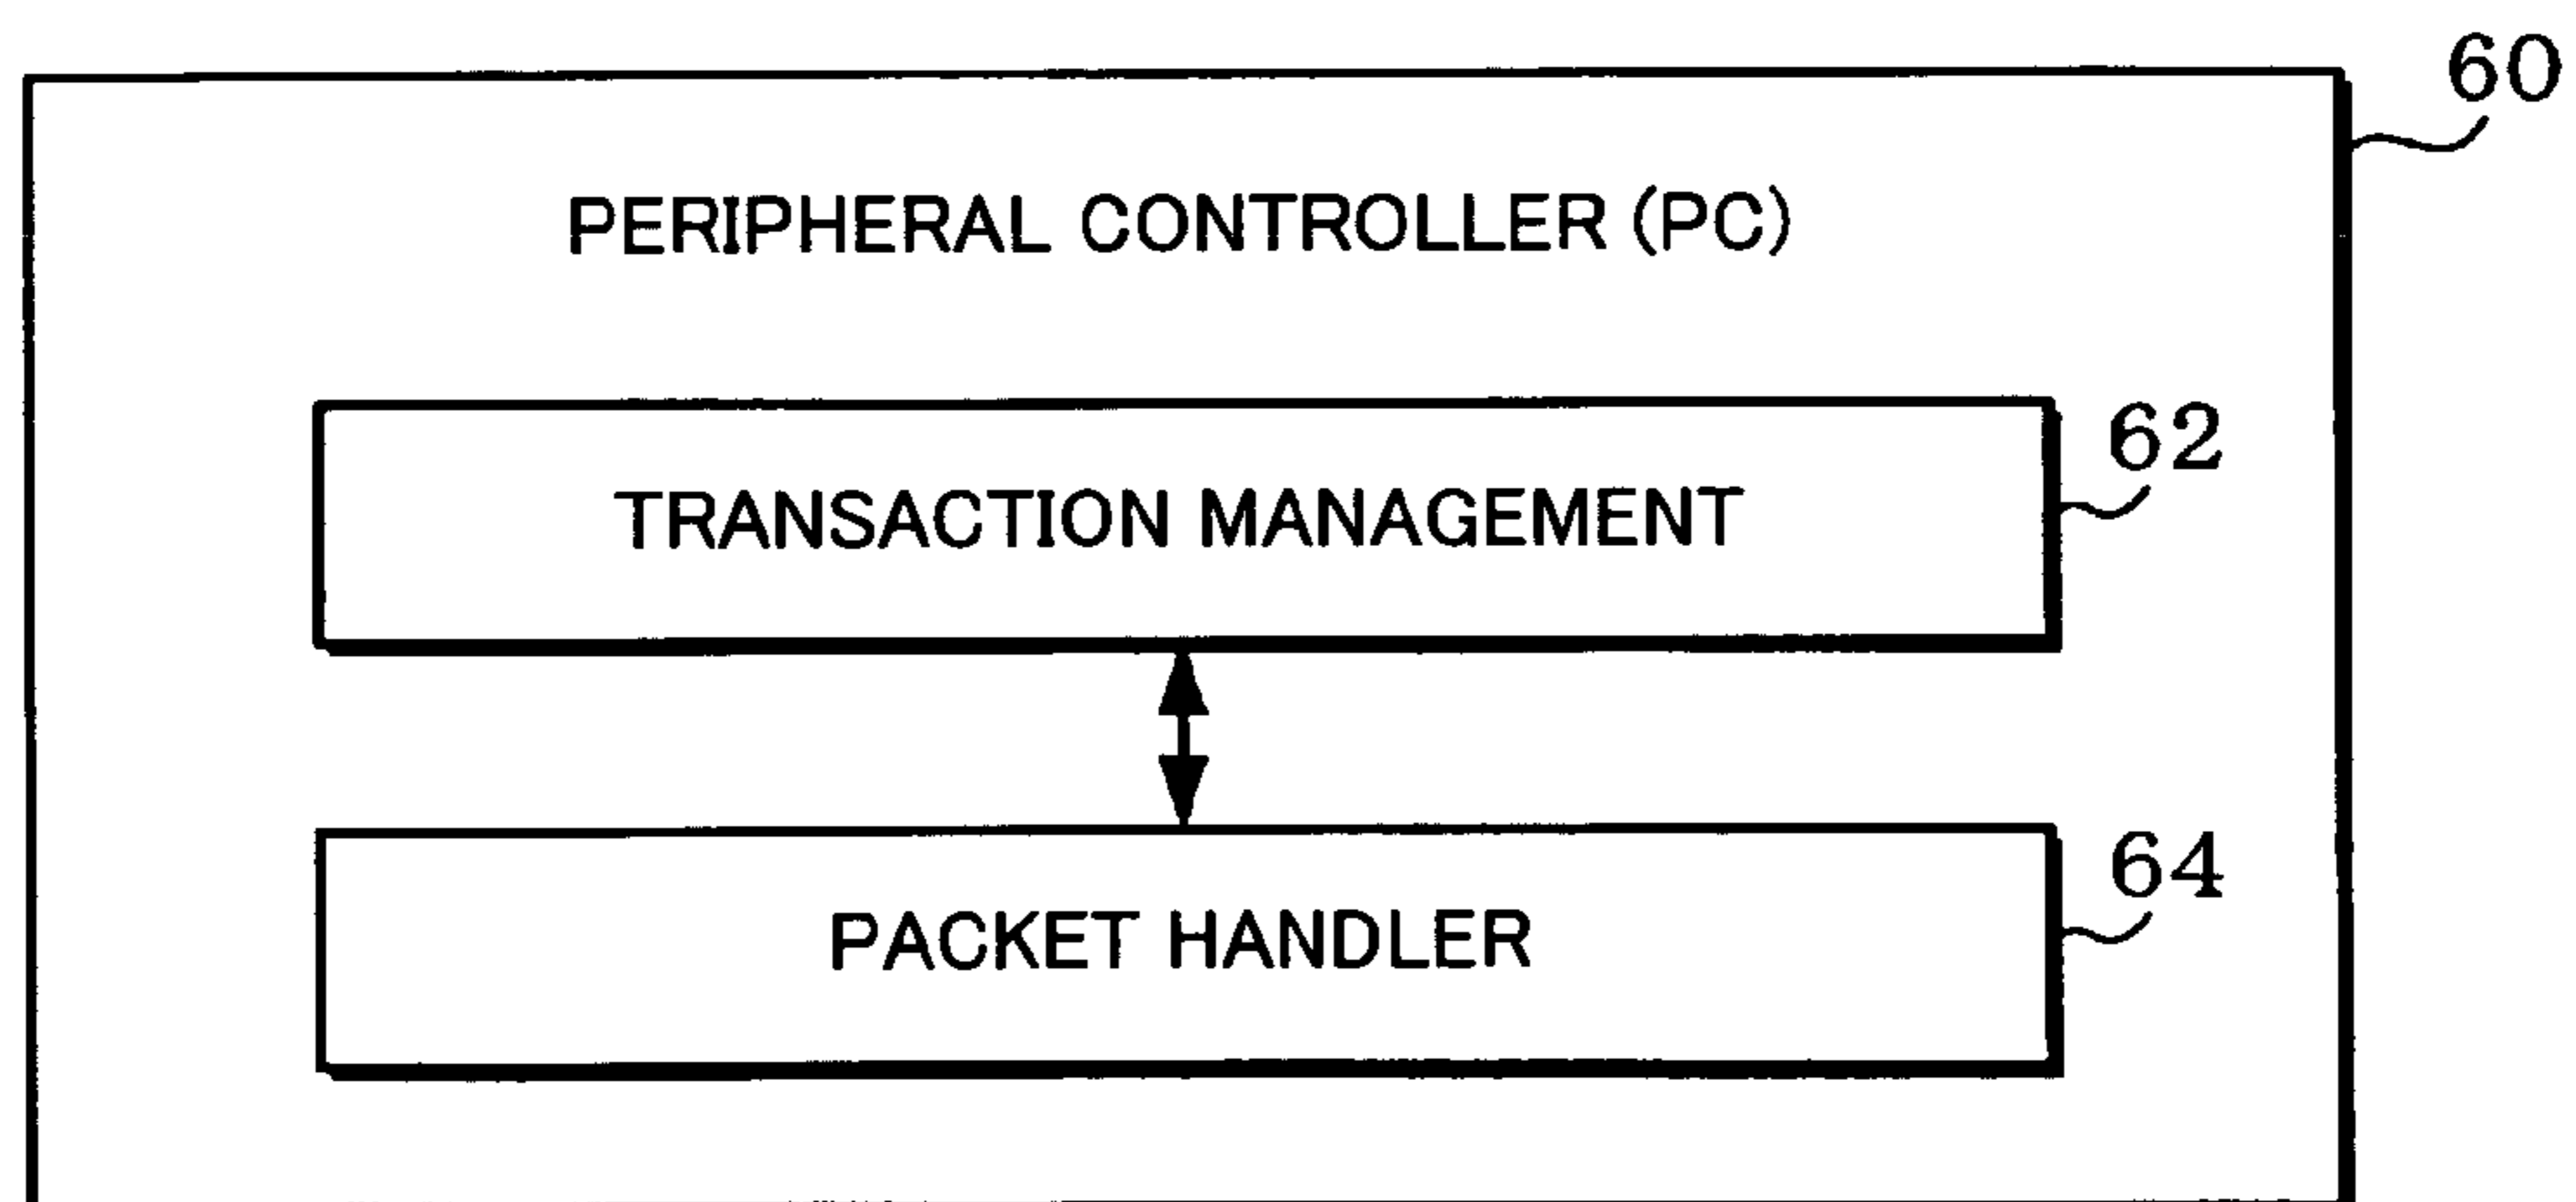 60
PERIPHERAL CONTROLLER (PC)
62
TRANSACTION MANAGEMENT
64
PACKET HANDLER